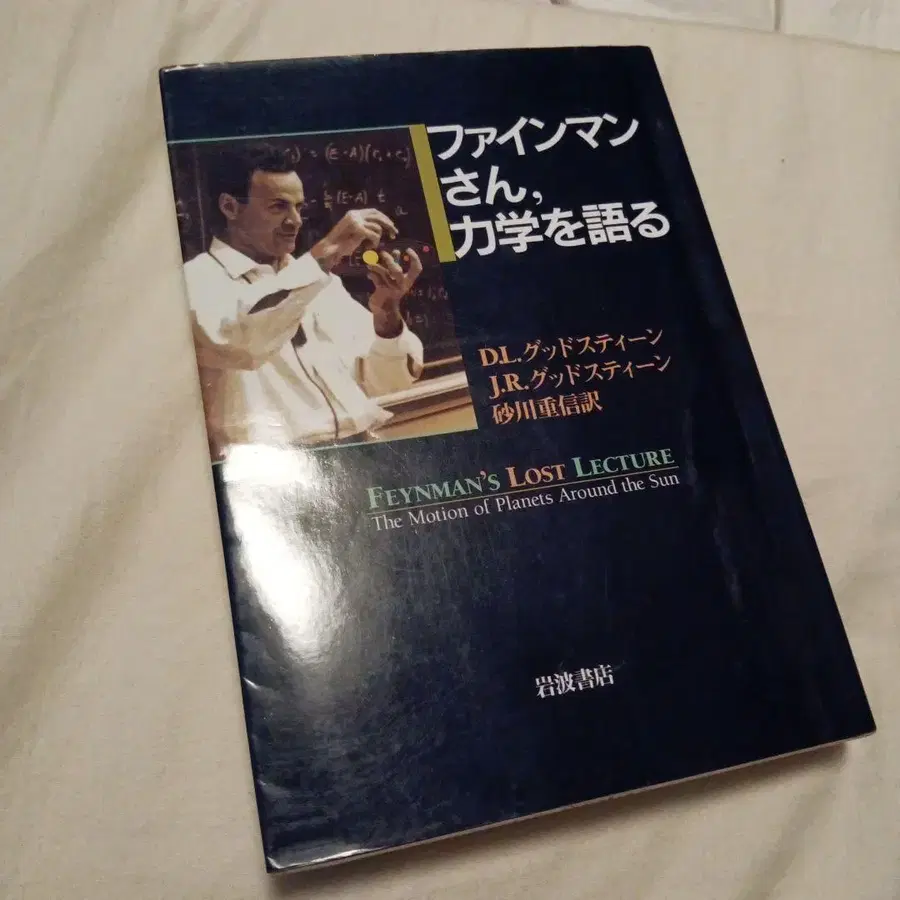 ファインマン
さん,
力学を語る
D.L.グッドスティーン
J.R.グッドスティーン
砂川重信訳
FEYNMAN'S LOST LECTURE
The Motion of Planets Around the Sun
岩波書店